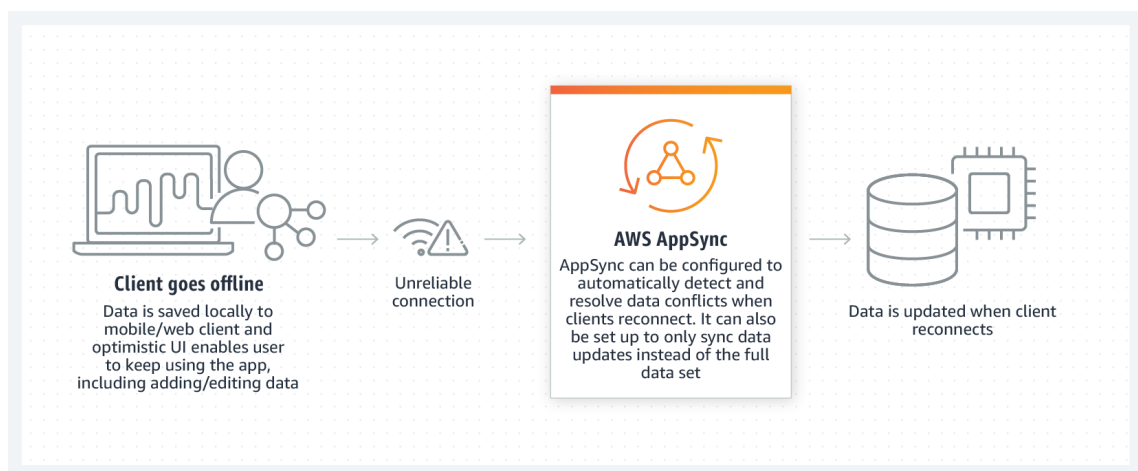 Client goes offline
Data is saved locally to
mobile/web client and
optimistic UI enables user
to keep using the app,
including adding/editing data
Unreliable
connection
AWS AppSync
AppSync can be configured to
automatically detect and
resolve data conflicts when
clients reconnect. It can also
be set up to only sync data
updates instead of the full
data set
Data is updated when client
reconnects